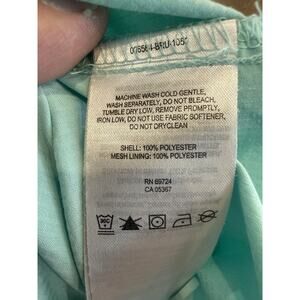 MACHINE WASH COLD GENTLE,
WASH SEPARATELY, DO NOT BLEACH,
TUMBLE DRY LOW, REMOVE PROMPTLY,
IRON LOW, DO NOT USE FABRIC SOFTENER,
DO NOT DRYCLEAN
SHELL: 100% POLYESTER
MESH LINING: 100% POLYESTER
RN 69724
CA 05367
30C